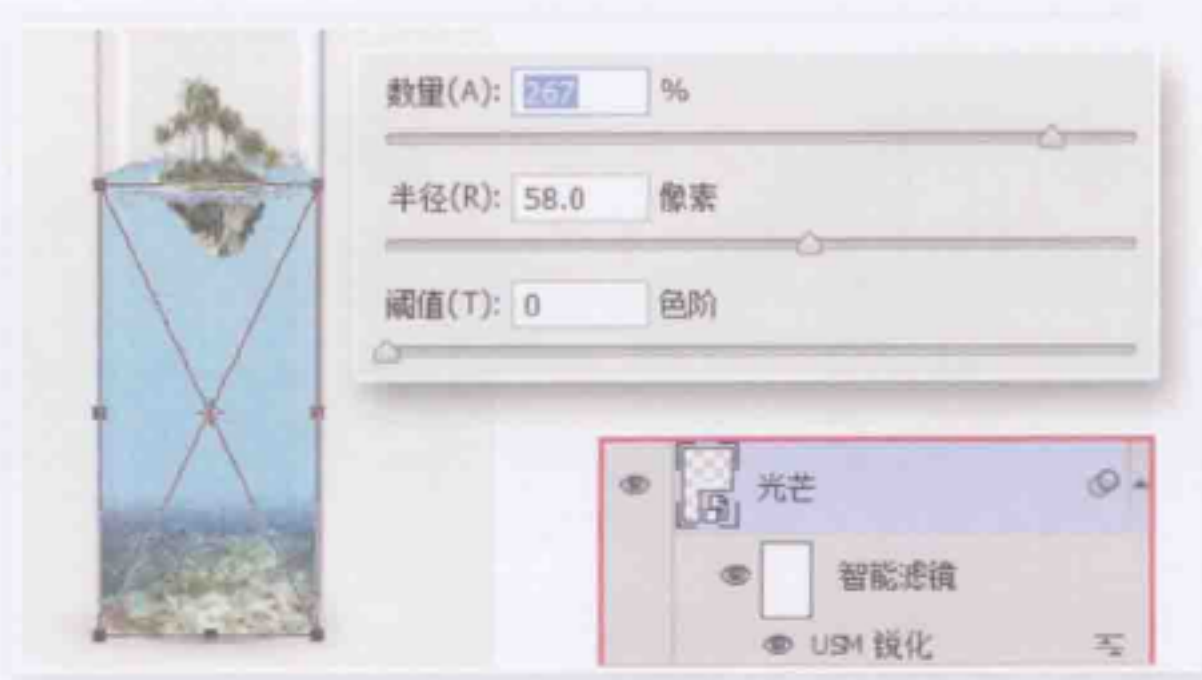 数量(A): 267 %
半径(R): 58.0 像素
阈值(T): 0 色阶
光芒
智能滤镜
USM 锐化